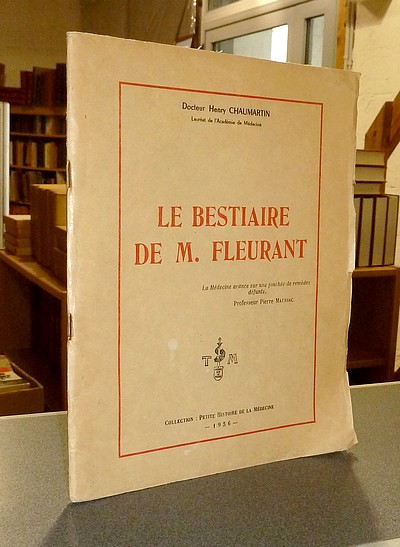 Docteur Henry CHAUMARTIN
Lauréat de l'Académie de Médecine
LE BESTIAIRE
DE M. FLEURANT
La Médecine avance sur une jonchée de remèdes
défunts.
Professeur Pierre MAURIAC.
T M
COLLECTION : PETITE HISTOIRE DE LA MÉDECINE
— 1936 —